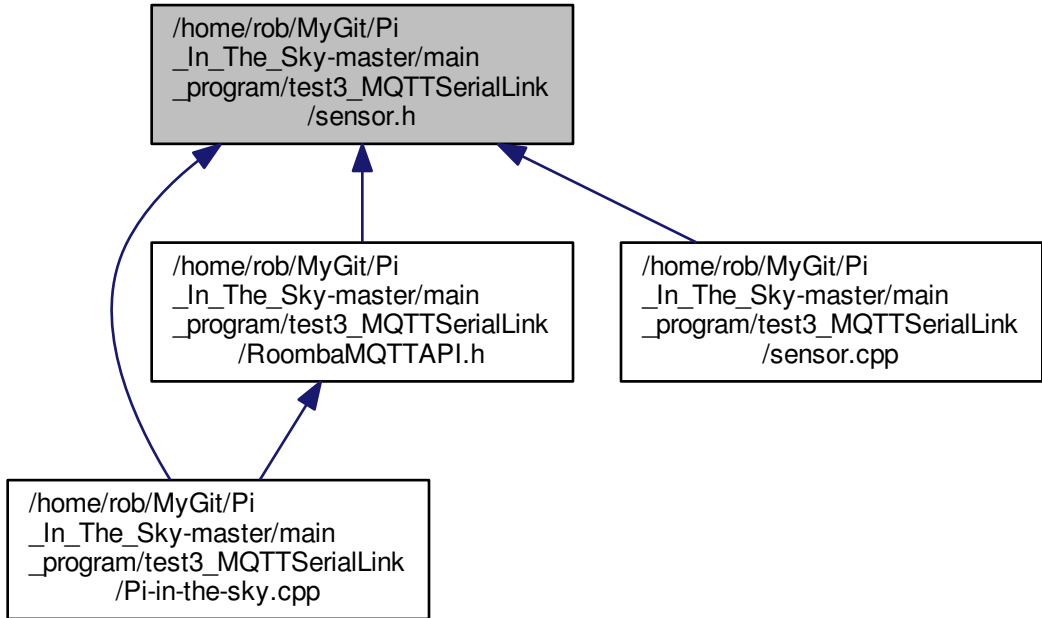 /home/rob/MyGit/Pi
_In_The_Sky-master/main
_program/test3_MQTTSerialLink
/sensor.h
/home/rob/MyGit/Pi
_In_The_Sky-master/main
_program/test3_MQTTSerialLink
/RoombaMQTTAPI.h
/home/rob/MyGit/Pi
_In_The_Sky-master/main
_program/test3_MQTTSerialLink
/sensor.cpp
/home/rob/MyGit/Pi
_In_The_Sky-master/main
_program/test3_MQTTSerialLink
/Pi-in-the-sky.cpp